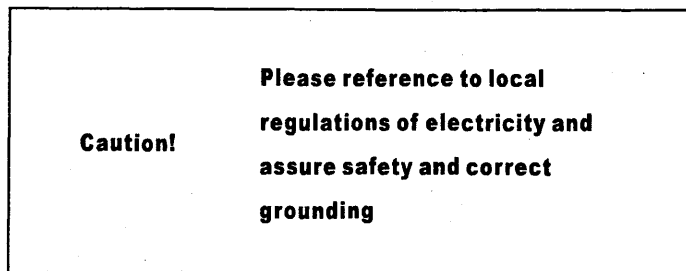 Please reference to local
regulations of electricity and
Caution!
assure safety and correct
grounding